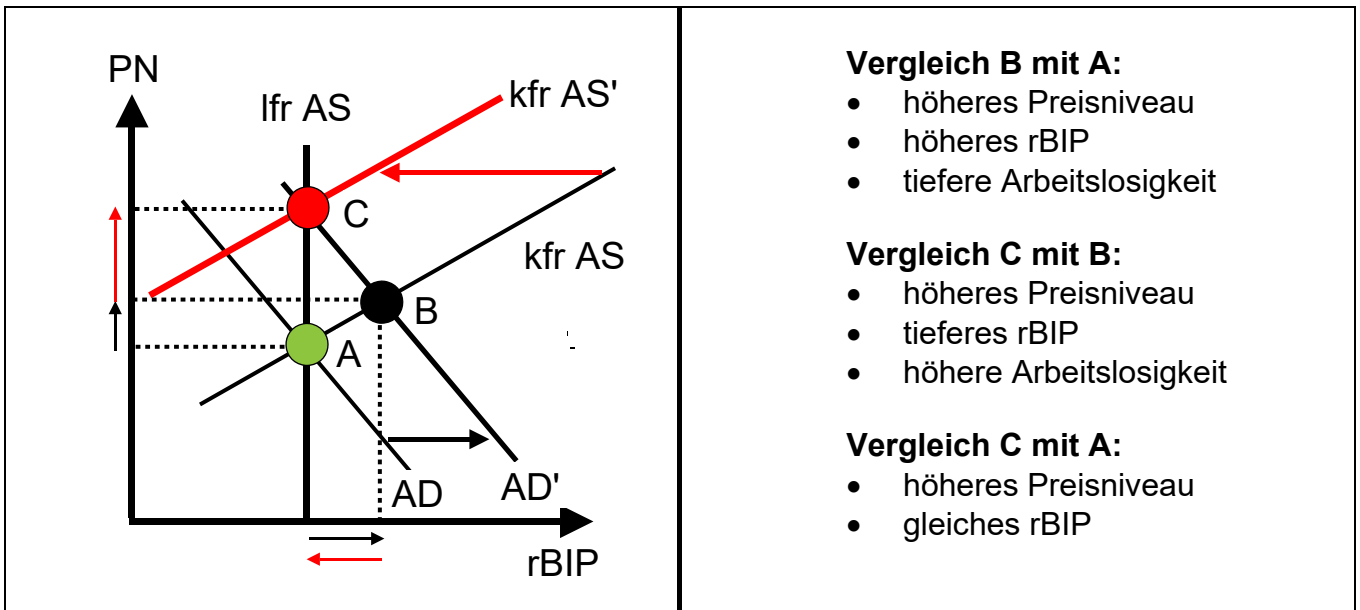 PN
lfr AS
kfr AS'
C
kfr AS
B
A
AD
AD'
rBIP
Vergleich B mit A:
• höheres Preisniveau
• höheres rBIP
• tiefere Arbeitslosigkeit
Vergleich C mit B:
• höheres Preisniveau
• tieferes rBIP
• höhere Arbeitslosigkeit
Vergleich C mit A:
• höheres Preisniveau
• gleiches rBIP